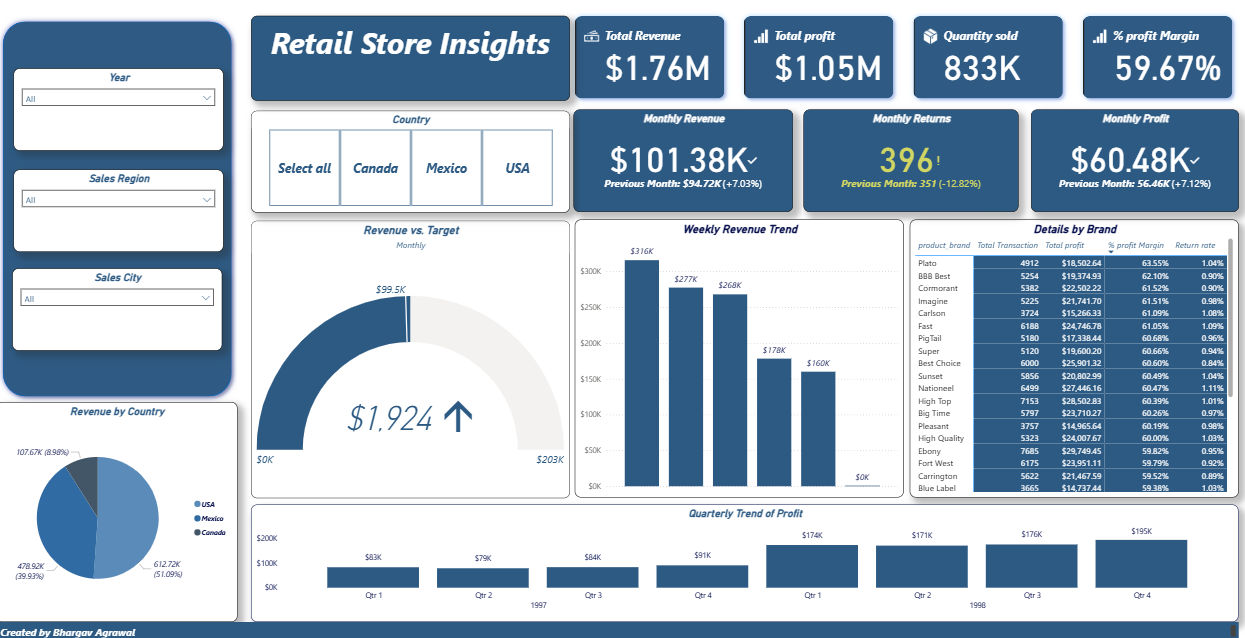 Retail Store Insights
Total Revenue
$1.76M
Total profit
$1.05M
Quantity sold
833K
% profit Margin
59.67%
Year
All
Sales Region
All
Sales City
All
Country
Select all
Canada
Mexico
USA
Monthly Revenue
$101.38K
Previous Month: $94.72K (+7.03%)
Monthly Returns
396!
Previous Month: 351 (-12.82%)
Monthly Profit
$60.48K
Previous Month: 56.46K (+7.12%)
Revenue vs. Target
Monthly
$99.5K
$1,924
$0K
$203K
Weekly Revenue Trend
$316K
$277K
$268K
$178K
$160K
$0K
$300K
$250K
$200K
$150K
$100K
$50K
$0K
Details by Brand
product_brand Total Transaction Total profit % profit Margin Return rate
Plato 4912 $18,502.64 63.55% 1.04%
BBB Best 5254 $19,374.93 62.10% 0.90%
Cormorant 5382 $22,502.22 61.52% 0.90%
Imagine 5225 $21,741.70 61.51% 0.98%
Carlson 3724 $15,266.33 61.09% 1.08%
Fast 6188 $24,746.78 61.05% 1.09%
PigTail 5180 $17,338.44 60.68% 0.96%
Super 5120 $19,600.20 60.66% 0.94%
Best Choice 6000 $25,901.32 60.60% 0.84%
Sunset 5856 $20,802.99 60.49% 1.04%
Nationeel 6499 $27,446.16 60.47% 1.11%
High Top 7153 $28,502.83 60.39% 1.01%
Big Time 5797 $23,710.27 60.26% 0.97%
Pleasant 3757 $14,965.64 60.19% 0.98%
High Quality 5323 $24,007.67 60.00% 1.03%
Ebony 7685 $29,749.45 59.82% 0.95%
Fort West 6175 $23,951.11 59.79% 0.92%
Carrington 5622 $21,467.59 59.52% 0.89%
Blue Label 3665 $14,737.44 59.38% 1.03%
Revenue by Country
107.67K (8.98%)
478.92K
(39.93%)
612.72K
(51.09%)
USA
Mexico
Canada
Quarterly Trend of Profit
$200K
$100K
$0K
$83K
$79K
$84K
$91K
$174K
$171K
$176K
$195K
Qtr 1
Qtr 2
Qtr 3
Qtr 4
Qtr 1
Qtr 2
Qtr 3
Qtr 4
1997
1998
Created by Bhargav Agrawal